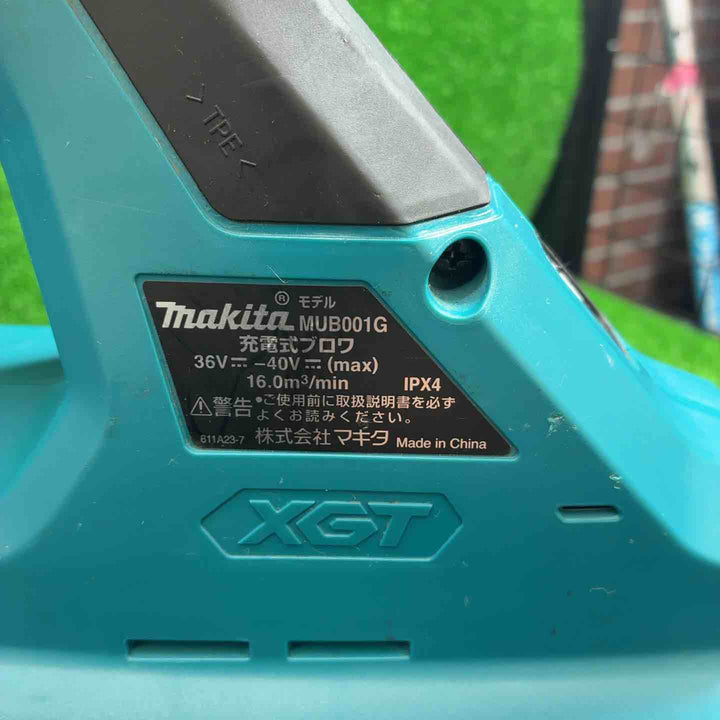 >TPE<
makita® モデル MUB001G
充電式ブロワ
36V⎓ -40V⎓ (max)
16.0m³/min IPX4
⚠警告 •ご使用前に取扱説明書を必ず
よくお読みください。
811A23-7 株式会社 マキタ Made in China
XGT